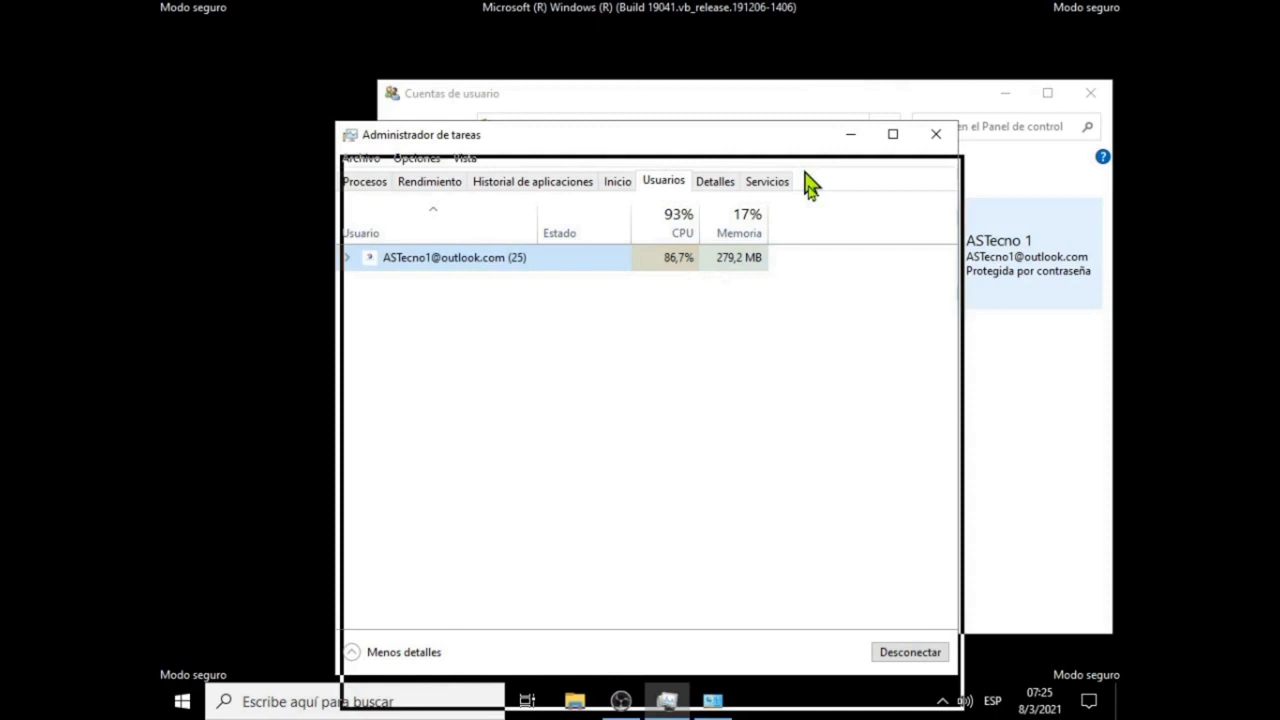 Modo seguro
Microsoft (R) Windows (R) (Build 19041.vb_release.191206-1406)
Modo seguro
Cuentas de usuario
en el Panel de control
Administrador de tareas
Archivo Opciones Vista
Procesos Rendimiento Historial de aplicaciones Inicio Usuarios Detalles Servicios
93% 17%
Usuario Estado CPU Memoria
ASTecno1@outlook.com (25) 86,7% 279,2 MB
ASTecno 1
ASTecno1@outlook.com
Protegida por contraseña
?
Menos detalles
Desconectar
Modo seguro
Modo seguro
Escribe aquí para buscar
ESP
07:25
8/3/2021